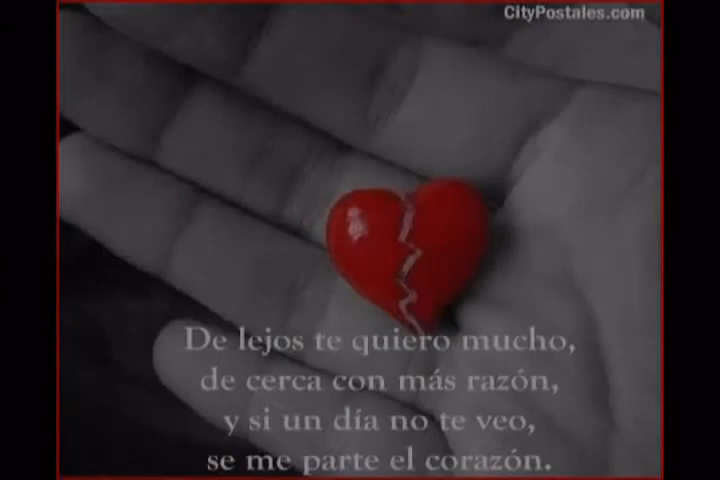 CityPostales.com
De lejos te quiero mucho,
de cerca con más razón,
y si un día no te veo,
se me parte el corazón.